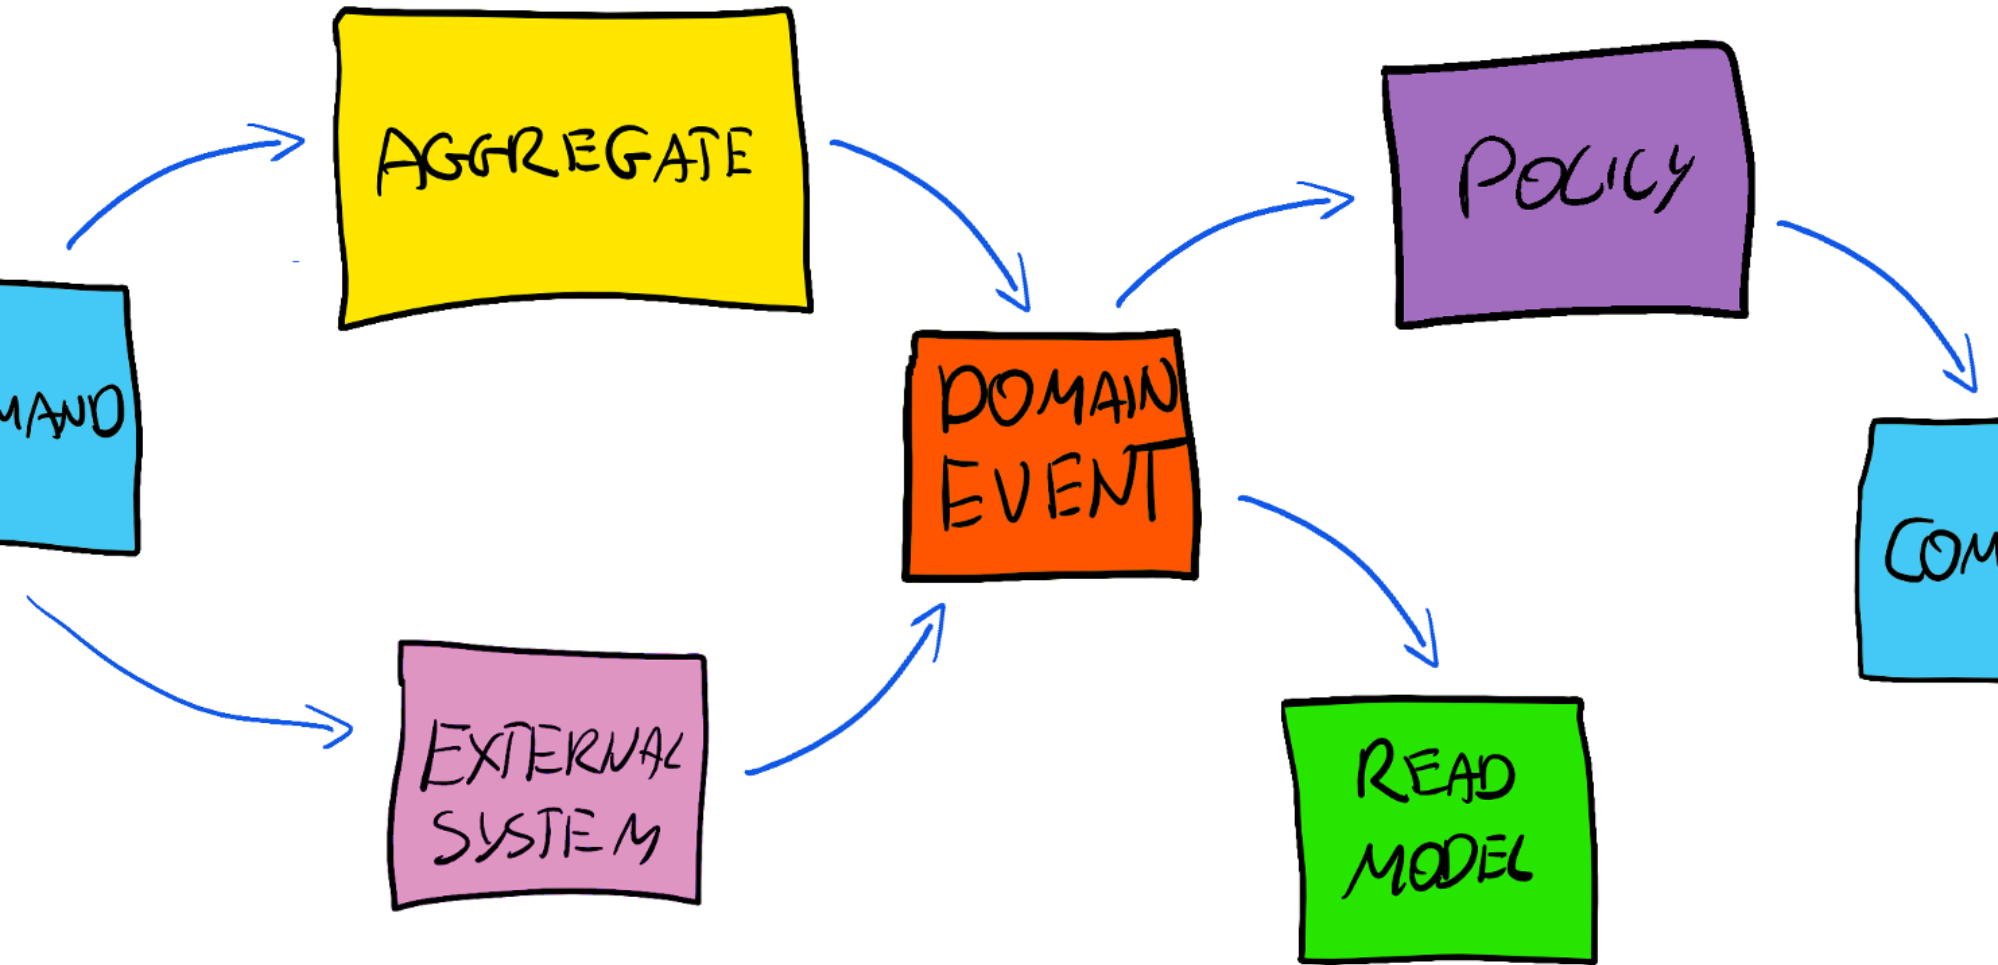 AGGREGATE
POLICY
MAND
DOMAIN
EVENT
COM
EXTERNAL
SYSTEM
READ
MODEL